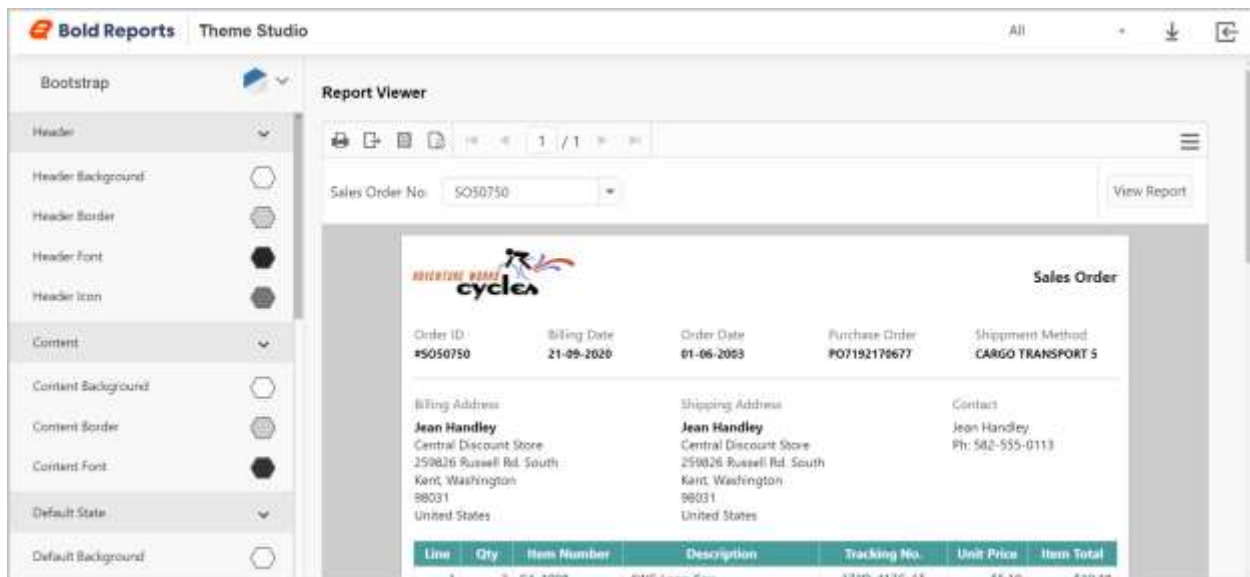 Bold Reports Theme Studio All
Bootstrap
Header
Header Background
Header Border
Header Font
Header Icon
Content
Content Background
Content Border
Content Font
Default State
Default Background
Report Viewer
1 / 1
Sales Order No: SO50750 View Report
ADVENTURE WORKS
cycles
Sales Order
Order ID Billing Date Order Date Purchase Order Shippment Method
#SO50750 21-09-2020 01-06-2003 PO7192170677 CARGO TRANSPORT 5
Billing Address Shipping Address Contact
Jean Handley Jean Handley Jean Handley
Central Discount Store Central Discount Store Ph: 582-555-0113
259826 Russell Rd. South 259826 Russell Rd. South
Kent, Washington Kent, Washington
98031 98031
United States United States
Line Qty Item Number Description Tracking No. Unit Price Item Total